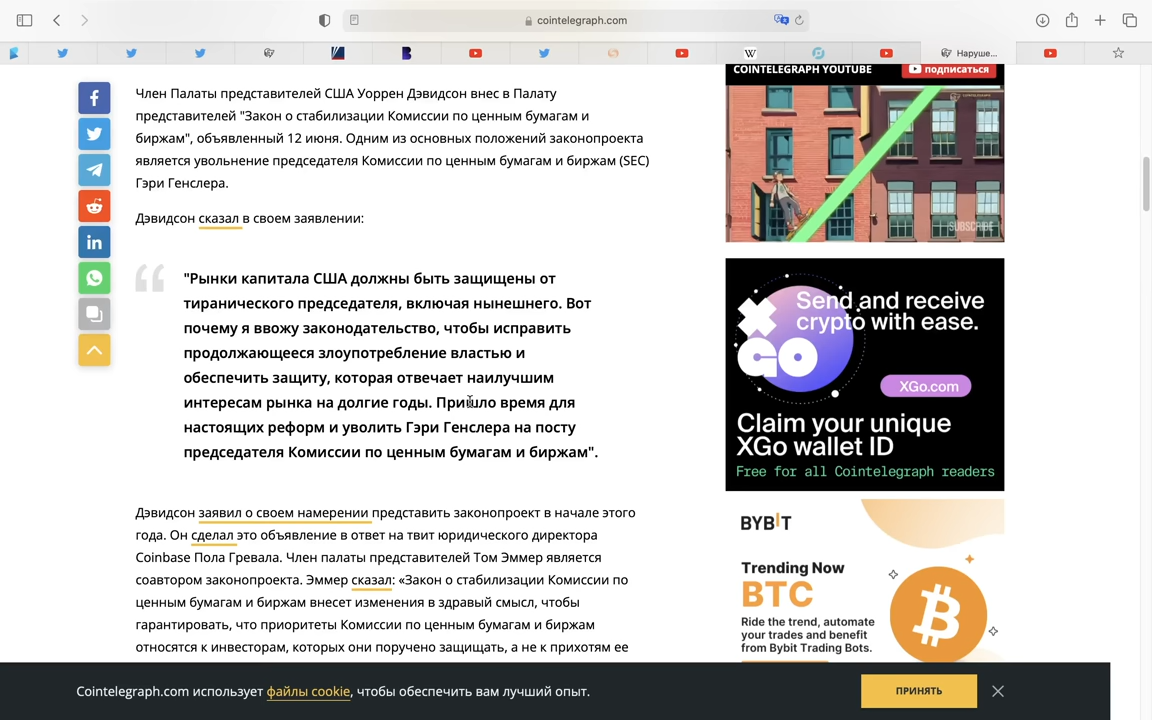 cointelegraph.com
Наруше...
Член Палаты представителей США Уоррен Дэвидсон внес в Палату
представителей "Закон о стабилизации Комиссии по ценным бумагам и
биржам", объявленный 12 июня. Одним из основных положений законопроекта
является увольнение председателя Комиссии по ценным бумагам и биржам (SEC)
Гэри Генслера.
Дэвидсон сказал в своем заявлении:
"Рынки капитала США должны быть защищены от
тиранического председателя, включая нынешнего. Вот
почему я ввожу законодательство, чтобы исправить
продолжающееся злоупотребление властью и
обеспечить защиту, которая отвечает наилучшим
интересам рынка на долгие годы. Пришло время для
настоящих реформ и уволить Гэри Генслера на посту
председателя Комиссии по ценным бумагам и биржам".
Дэвидсон заявил о своем намерении представить законопроект в начале этого
года. Он сделал это объявление в ответ на твит юридического директора
Coinbase Пола Гревала. Член палаты представителей Том Эммер является
соавтором законопроекта. Эммер сказал: «Закон о стабилизации Комиссии по
ценным бумагам и биржам внесет изменения в здравый смысл, чтобы
гарантировать, что приоритеты Комиссии по ценным бумагам и биржам
относятся к инвесторам, которых они поручено защищать, а не к прихотям ее
COINTELEGRAPH YOUTUBE
подписаться
SUBSCRIBE
Send and receive
crypto with ease.
XGO
XGo.com
Claim your unique
XGo wallet ID
Free for all Cointelegraph readers
BYBIT
Trending Now
BTC
Ride the trend, automate
your trades and benefit
from Bybit Trading Bots.
Cointelegraph.com использует файлы cookie, чтобы обеспечить вам лучший опыт.
ПРИНЯТЬ